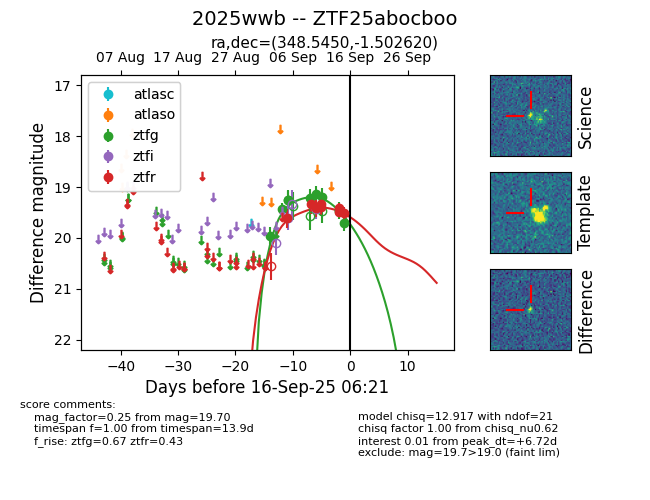 2025wwb -- ZTF25abocboo
ra,dec=(348.5450,-1.502620)
07 Aug 17 Aug 27 Aug 06 Sep 16 Sep 26 Sep
17
18
19
20
21
22
Difference magnitude
atlasc
atlaso
ztfg
ztfi
ztfr
−40 −30 −20 −10 0 10
Days before 16-Sep-25 06:21
Science
Template
Difference
score comments:
mag_factor=0.25 from mag=19.70
timespan f=1.00 from timespan=13.9d
f_rise: ztfg=0.67 ztfr=0.43
model chisq=12.917 with ndof=21
chisq factor 1.00 from chisq_nu0.62
interest 0.01 from peak_dt=+6.72d
exclude: mag=19.7>19.0 (faint lim)